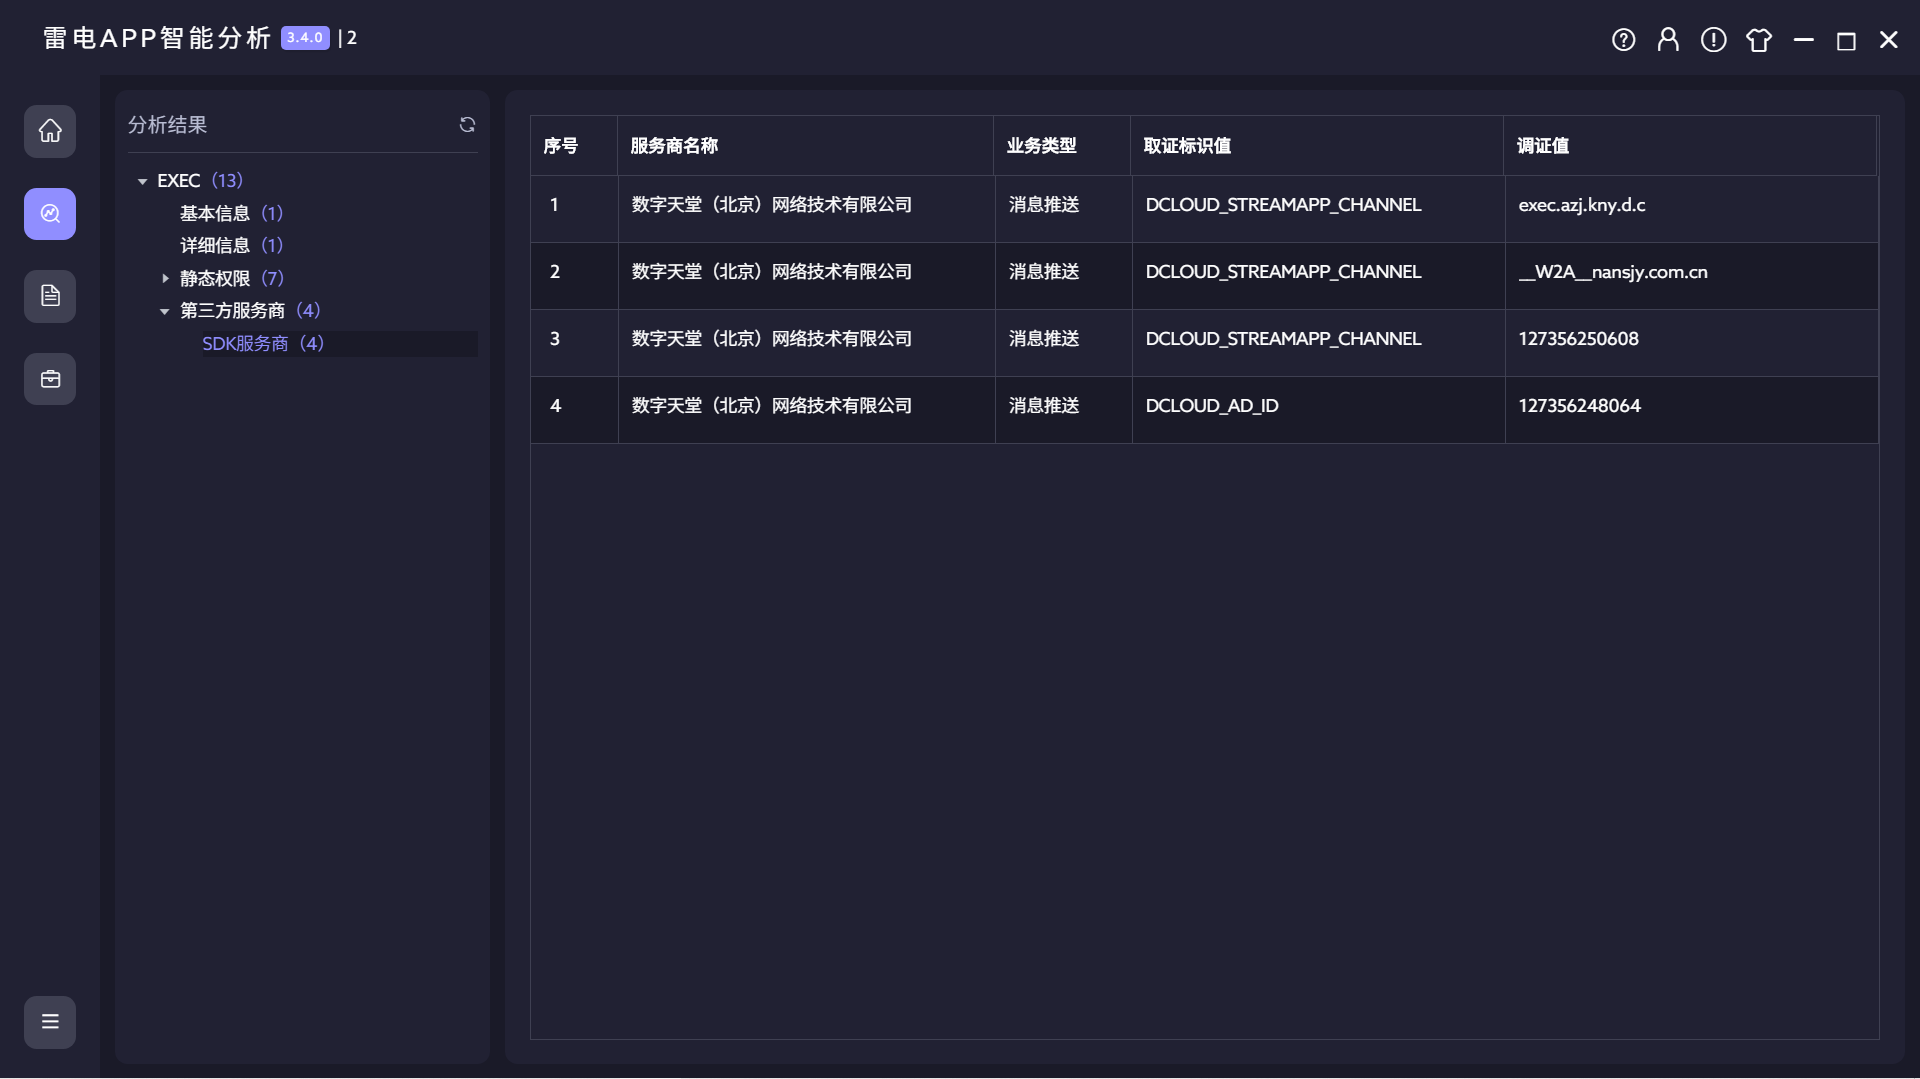 雷电APP智能分析 3.4.0 | 2
分析结果
EXEC（13）
基本信息（1）
详细信息（1）
静态权限（7）
第三方服务商（4）
SDK服务商（4）
序号 服务商名称 业务类型 取证标识值 调证值
1 数字天堂（北京）网络技术有限公司 消息推送 DCLOUD_STREAMAPP_CHANNEL exec.azj.kny.d.c
2 数字天堂（北京）网络技术有限公司 消息推送 DCLOUD_STREAMAPP_CHANNEL __W2A__nansjy.com.cn
3 数字天堂（北京）网络技术有限公司 消息推送 DCLOUD_STREAMAPP_CHANNEL 127356250608
4 数字天堂（北京）网络技术有限公司 消息推送 DCLOUD_AD_ID 127356248064